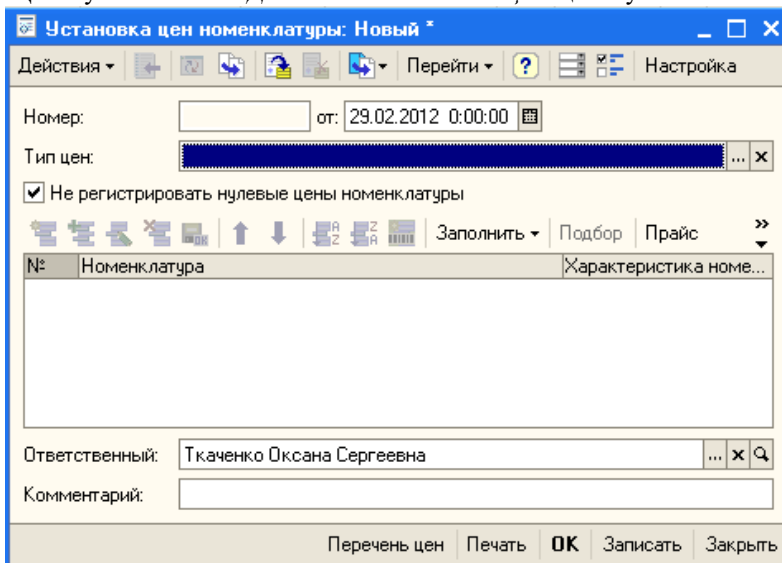 Установка цен номенклатуры: Новый *
Действия Перейти ? Настройка
Номер: от: 29.02.2012 0:00:00
Тип цен: ... x
Не регистрировать нулевые цены номенклатуры
Заполнить Подбор Прайс »
№ Номенклатура Характеристика номе...
Ответственный: Ткаченко Оксана Сергеевна ... x
Комментарий:
Перечень цен Печать OK Записать Закрыть